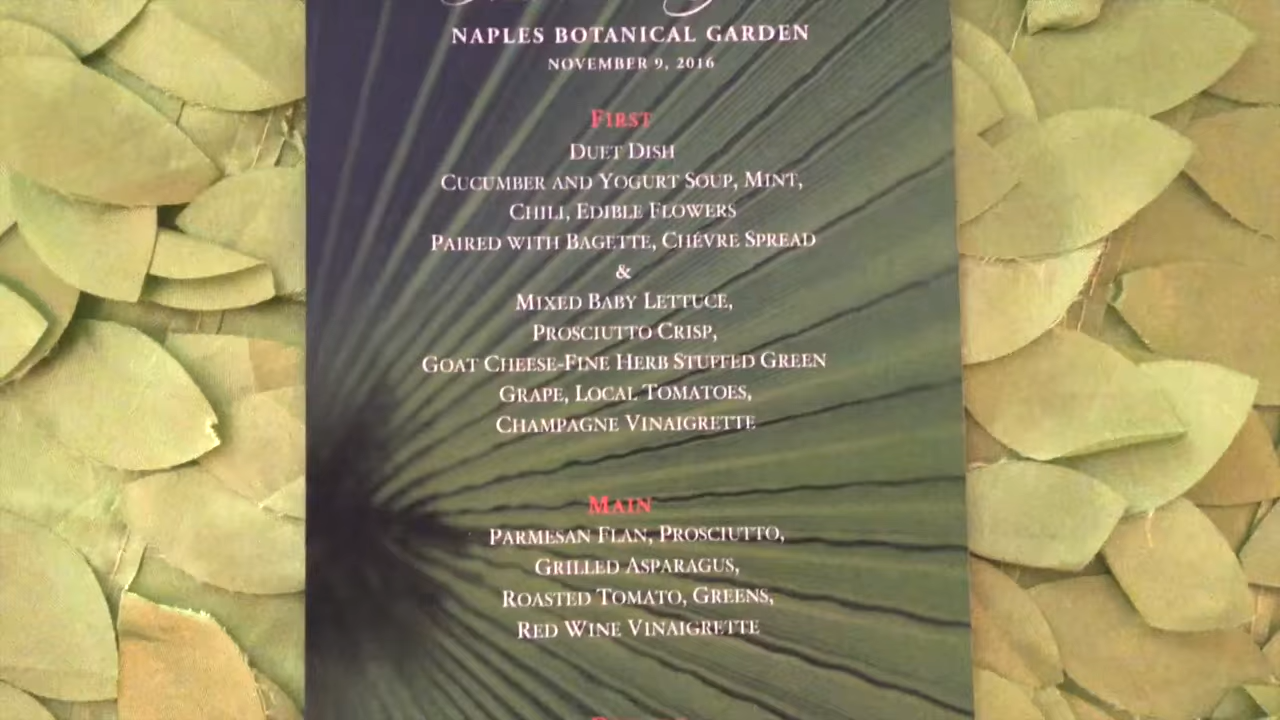 NAPLES BOTANICAL GARDEN
NOVEMBER 9, 2016
FIRST
DUET DISH
CUCUMBER AND YOGURT SOUP, MINT,
CHILI, EDIBLE FLOWERS
PAIRED WITH BAGETTE, CHÉVRE SPREAD
&
MIXED BABY LETTUCE,
PROSCIUTTO CRISP,
GOAT CHEESE-FINE HERB STUFFED GREEN
GRAPE, LOCAL TOMATOES,
CHAMPAGNE VINAIGRETTE
MAIN
PARMESAN FLAN, PROSCIUTTO,
GRILLED ASPARAGUS,
ROASTED TOMATO, GREENS,
RED WINE VINAIGRETTE